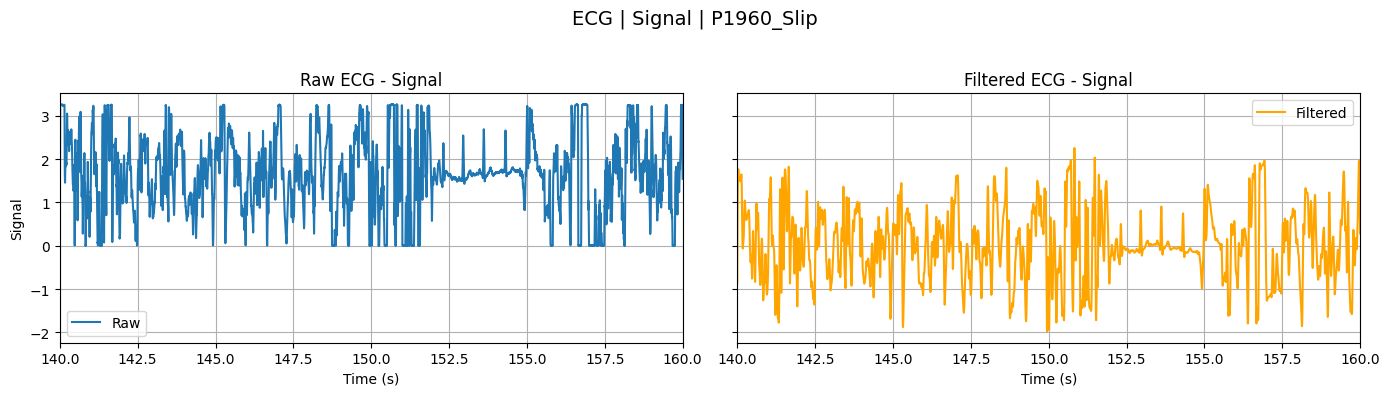 ECG | Signal | P1960_Slip
Raw ECG - Signal
Signal
3
2
1
0
−1
−2
Raw
140.0 142.5 145.0 147.5 150.0 152.5 155.0 157.5 160.0
Time (s)
Filtered ECG - Signal
Filtered
140.0 142.5 145.0 147.5 150.0 152.5 155.0 157.5 160.0
Time (s)